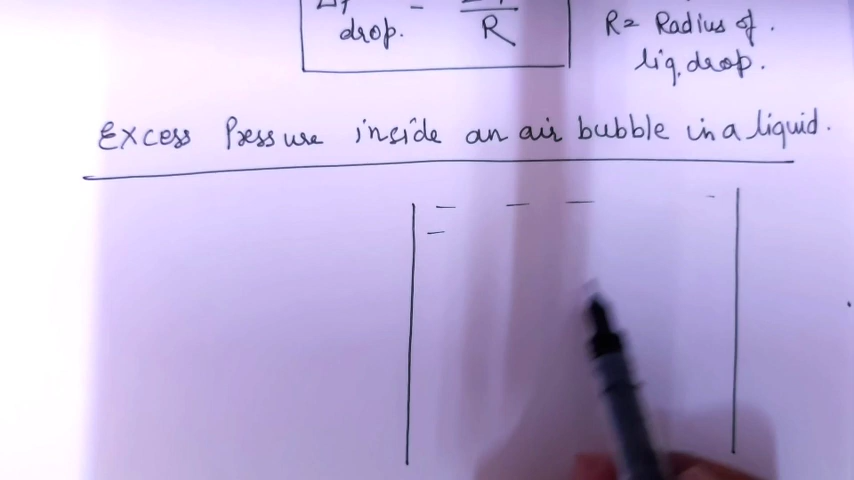 drop. =
R
R = Radius of.
liq. drop.
Excess Pressure inside an air bubble in a liquid.